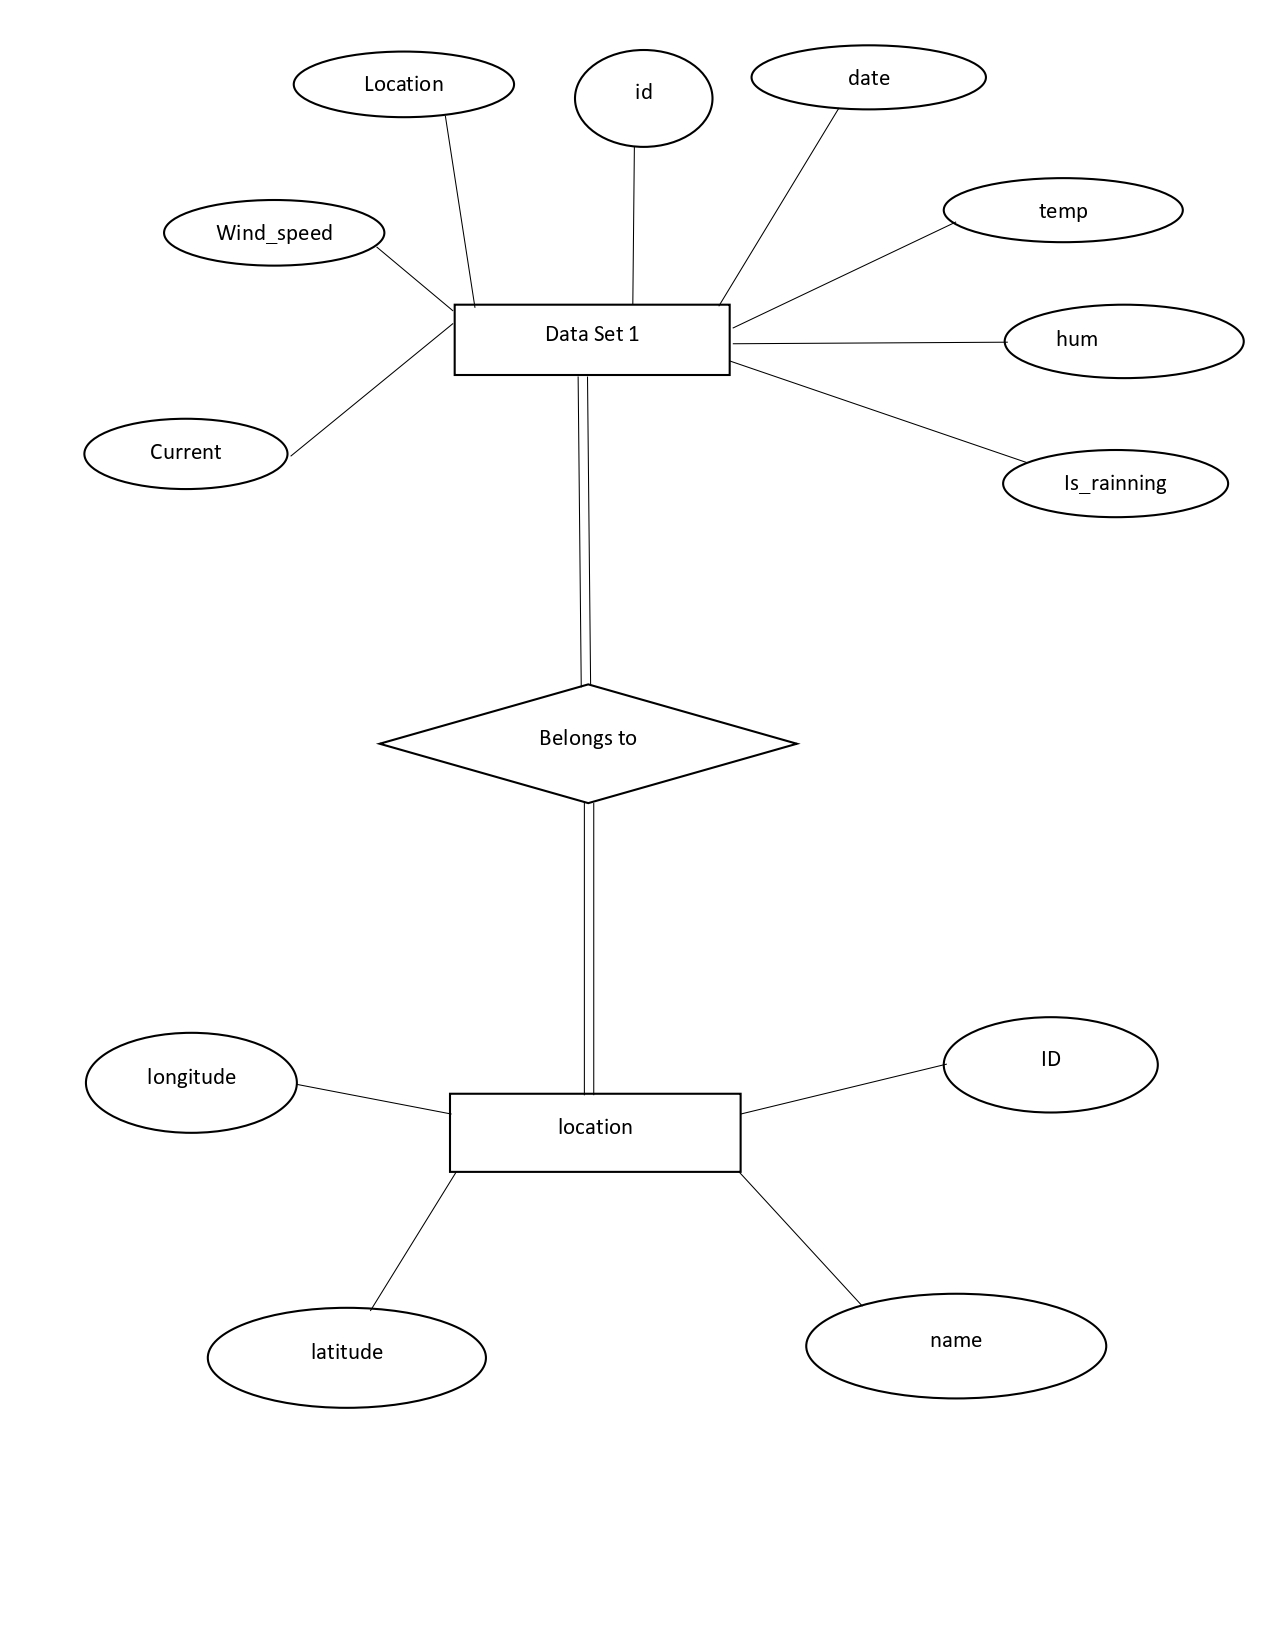 Location
id
date
Wind_speed
temp
Data Set 1
hum
Current
Is_rainning
Belongs to
longitude
ID
location
latitude
name